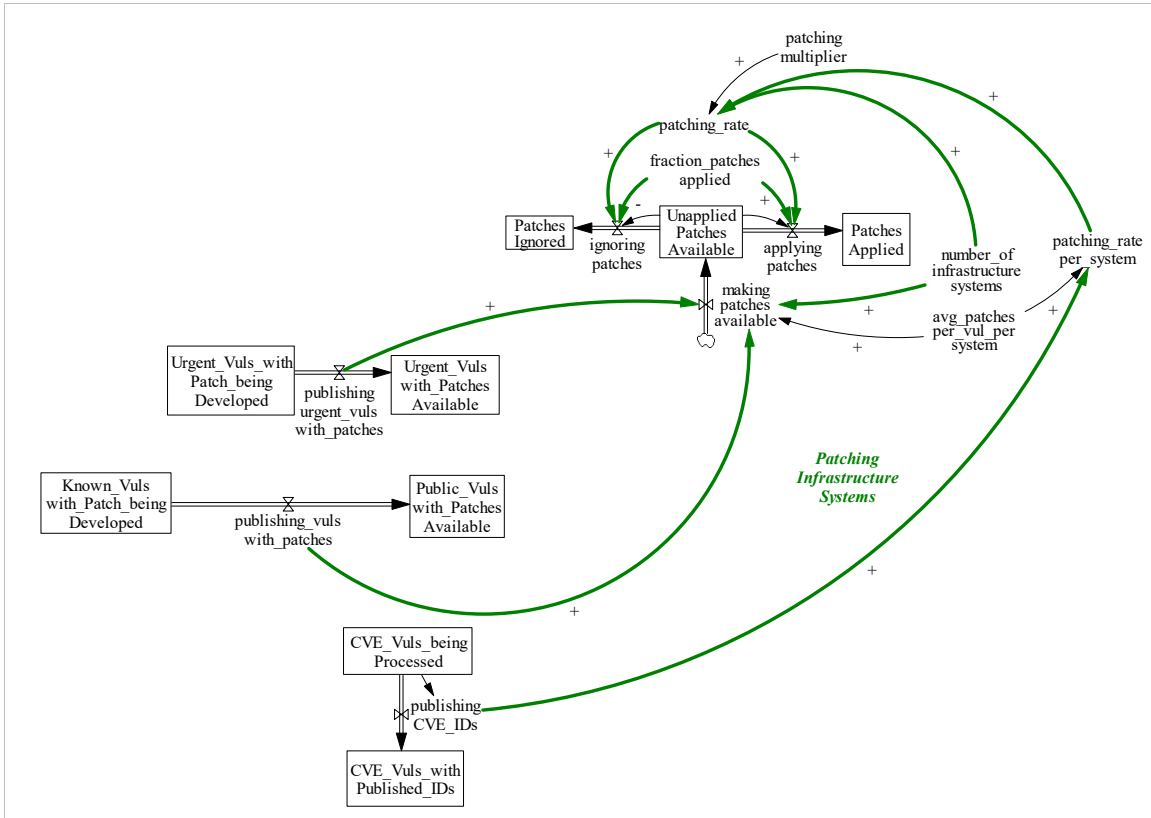 patching
multiplier
+
+
patching_rate
+
+
+
fraction_patches
applied
-
+
Patches
Ignored
ignoring
patches
Unapplied
Patches
Available
applying
patches
Patches
Applied
number_of
infrastructure
systems
patching_rate
per_system
making
patches
available
+
+
+
+
avg_patches
per_vul_per
system
Urgent_Vuls_with
Patch_being
Developed
publishing
urgent_vuls
with_patches
Urgent_Vuls
with_Patches
Available
Patching
Infrastructure
Systems
Known_Vuls
with_Patch_being
Developed
publishing_vuls
with_patches
Public_Vuls
with_Patches
Available
+
+
CVE_Vuls_being
Processed
publishing
CVE_IDs
CVE_Vuls_with
Published_IDs